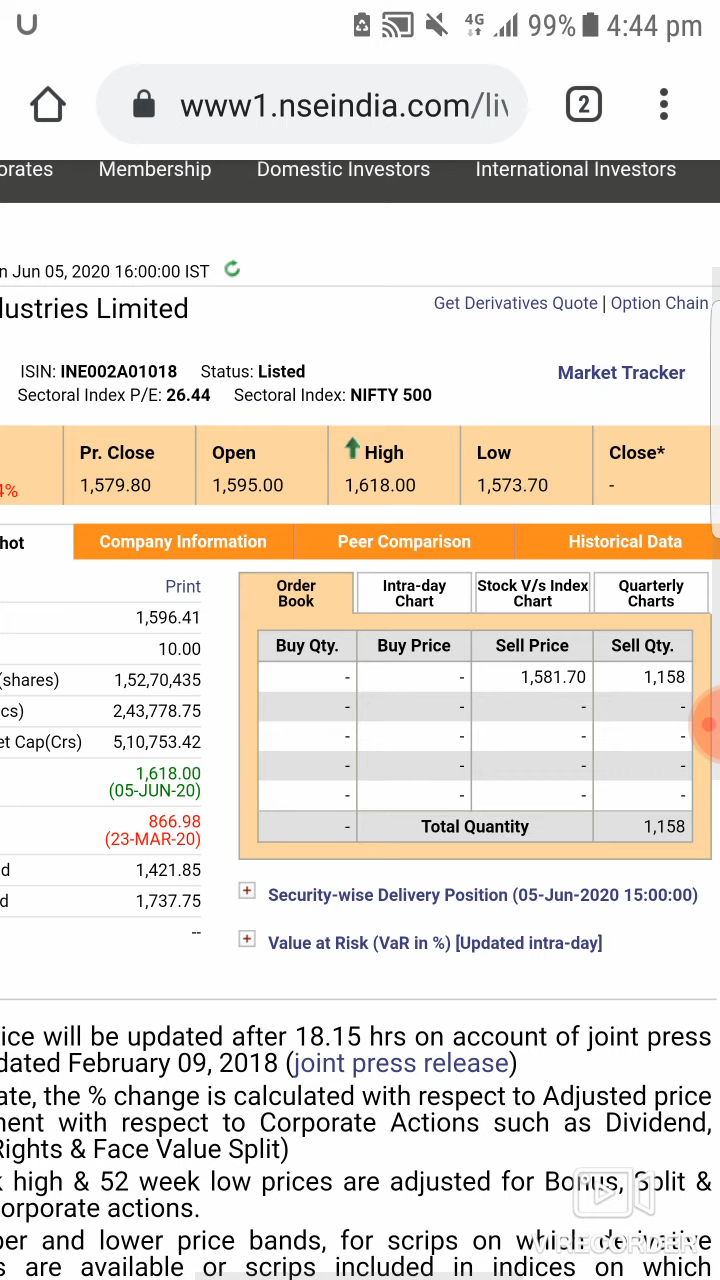 4G 99% 4:44 pm
www1.nseindia.com/li
2
orates Membership Domestic Investors International Investors
n Jun 05, 2020 16:00:00 IST
dustries Limited
Get Derivatives Quote | Option Chain
ISIN: INE002A01018 Status: Listed
Market Tracker
Sectoral Index P/E: 26.44 Sectoral Index: NIFTY 500
Pr. Close Open High Low Close*
4% 1,579.80 1,595.00 1,618.00 1,573.70 -
hot Company Information Peer Comparison Historical Data
Print
1,596.41
10.00
(shares) 1,52,70,435
cs) 2,43,778.75
et Cap(Crs) 5,10,753.42
1,618.00
(05-JUN-20)
866.98
(23-MAR-20)
d 1,421.85
d 1,737.75
--
Order Book Intra-day Chart Stock V/s Index Chart Quarterly Charts
Buy Qty. Buy Price Sell Price Sell Qty.
- - 1,581.70 1,158
- - - -
- - - -
- - - -
- - - -
- Total Quantity 1,158
Security-wise Delivery Position (05-Jun-2020 15:00:00)
Value at Risk (VaR in %) [Updated intra-day]
ice will be updated after 18.15 hrs on account of joint press
dated February 09, 2018 (joint press release)
ate, the % change is calculated with respect to Adjusted price
ment with respect to Corporate Actions such as Dividend,
Rights & Face Value Split)
k high & 52 week low prices are adjusted for Bonus, Split &
orporate actions.
per and lower price bands, for scrips on which derivative
s are available or scrips included in indices on which
V RECORDER